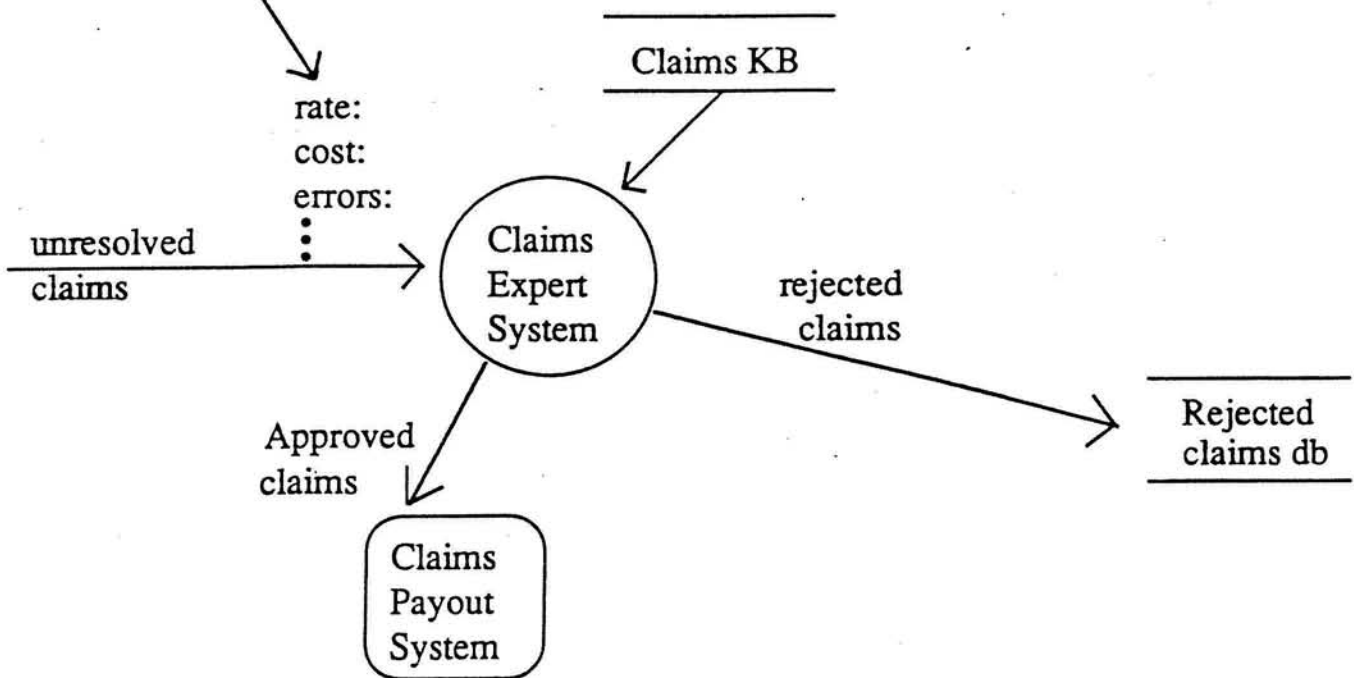 Claims KB
rate:
cost:
errors:
unresolved
claims
Claims
Expert
System
rejected
claims
Approved
claims
Rejected
claims db
Claims
Payout
System